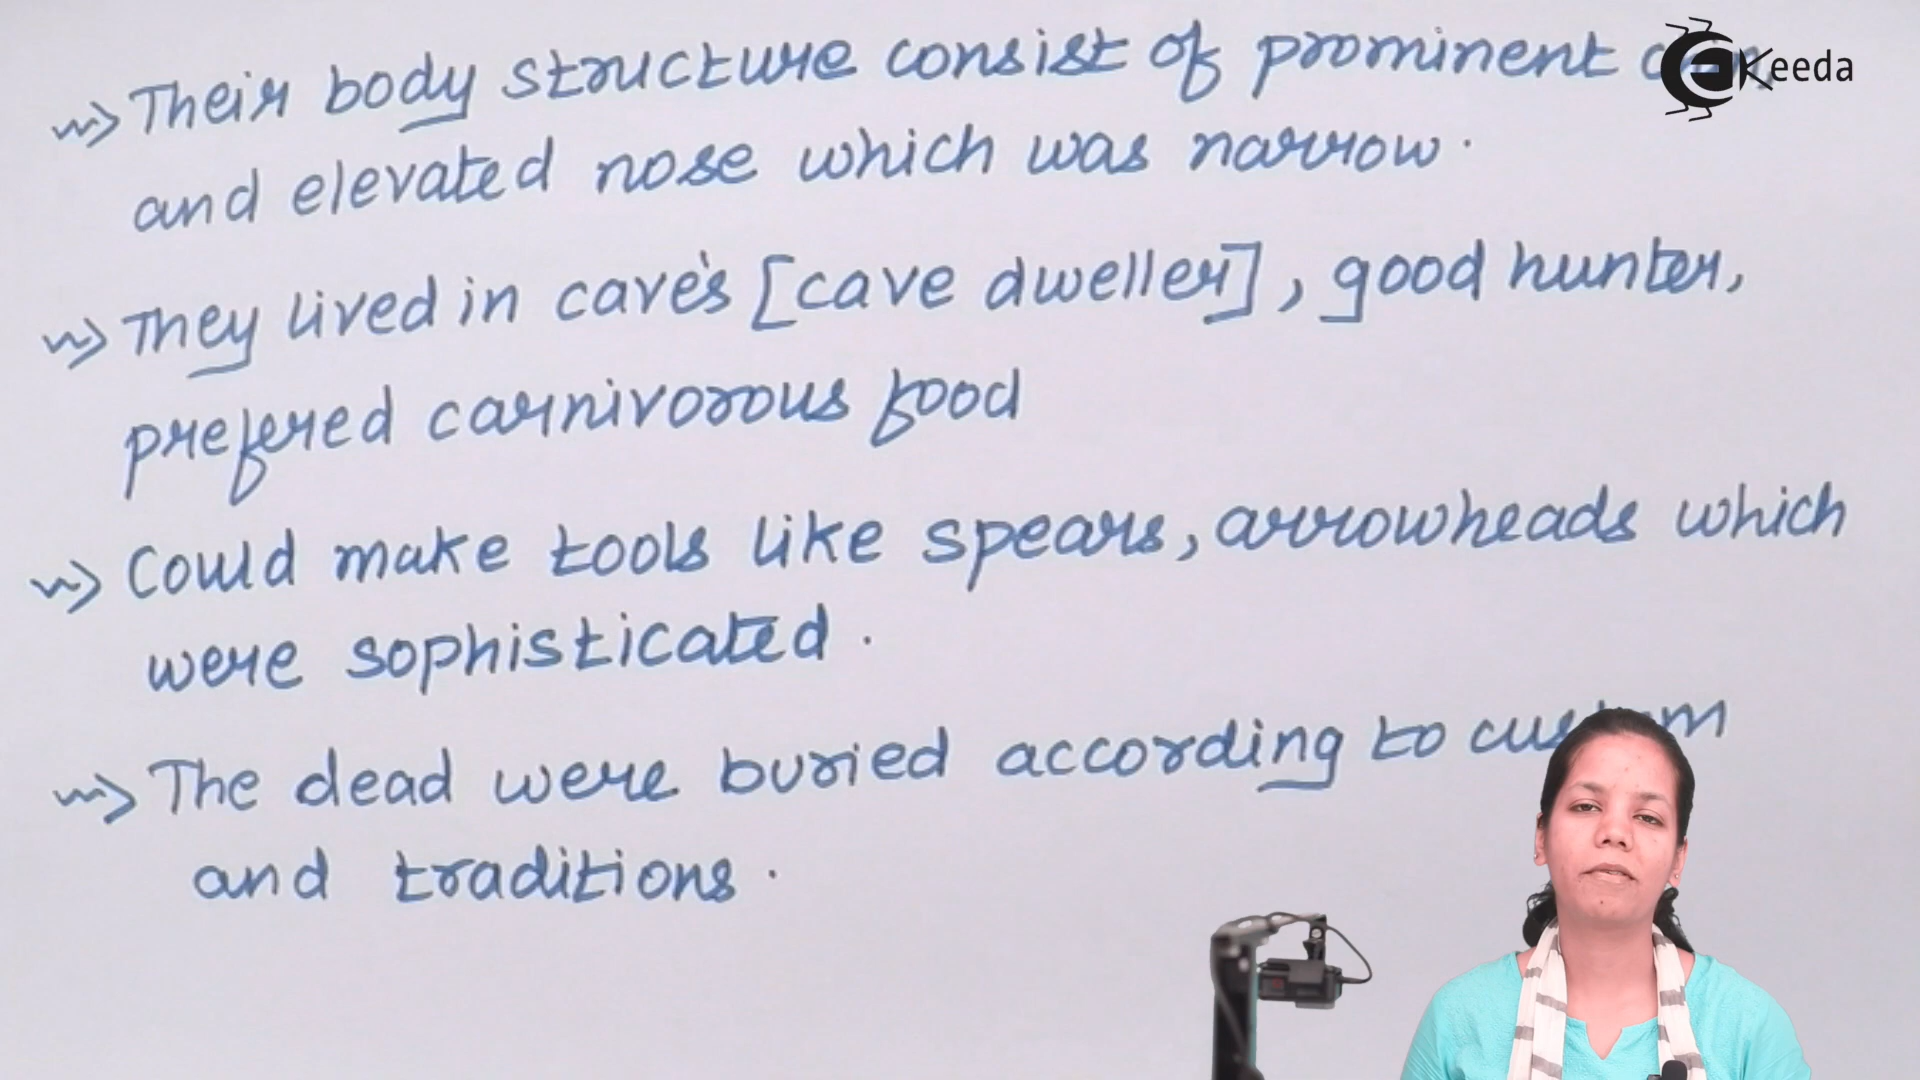 Their body structure consist of prominent
and elevated nose which was narrow.
They lived in cave's [cave dweller], good hunter,
prefered carnivorous food
Could make tools like spears, arrowheads which
were sophisticated.
The dead were buried according to custom
and traditions.
Keeda